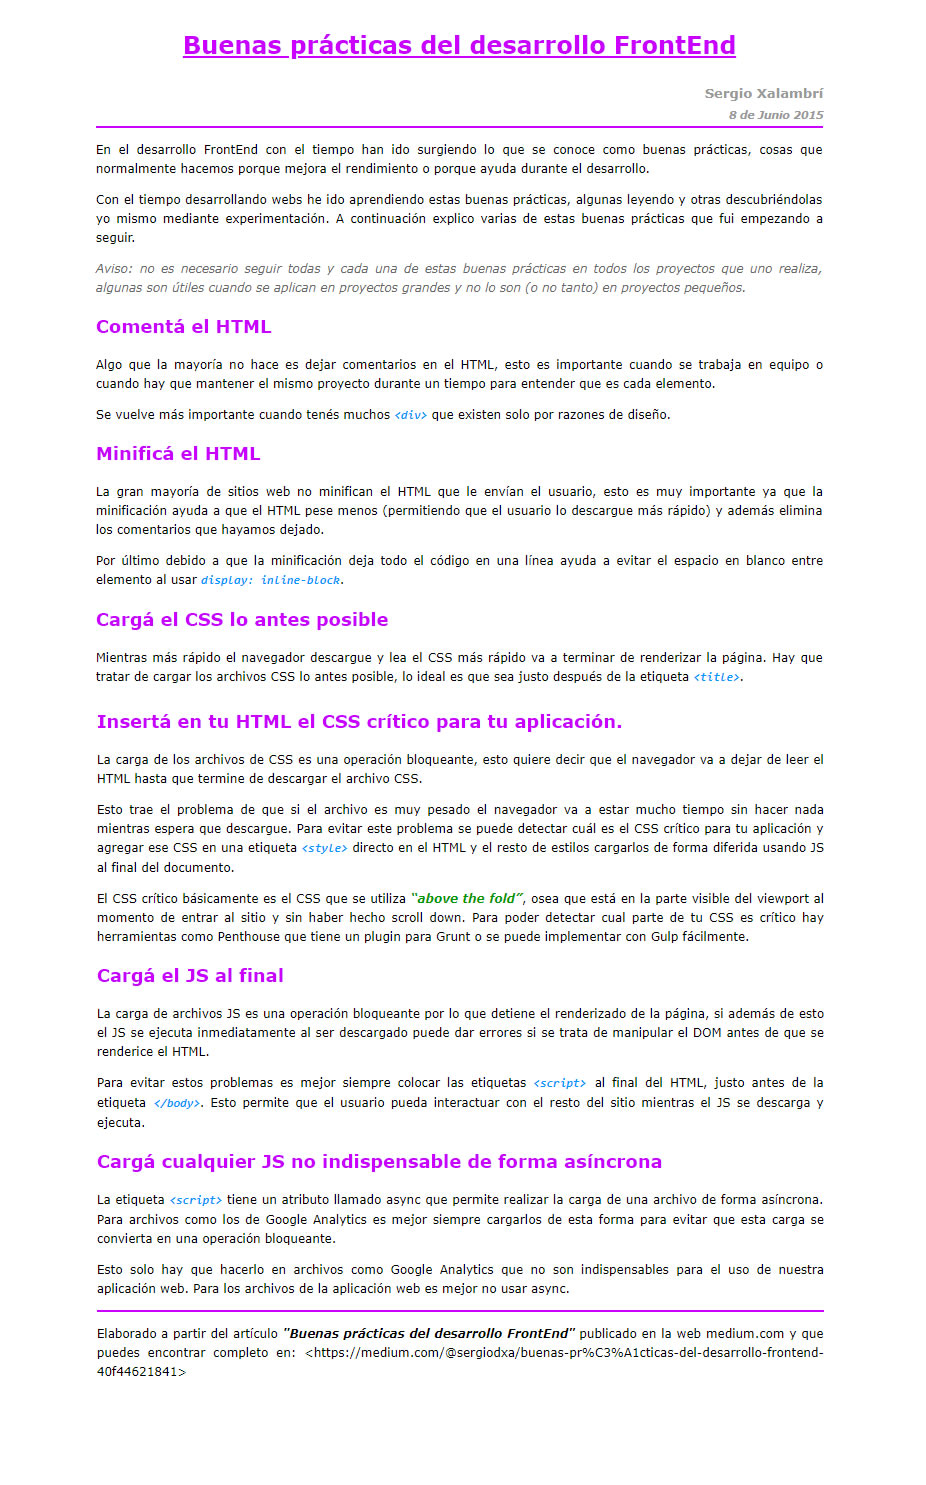 Buenas prácticas del desarrollo FrontEnd
Sergio Xalambrí
8 de Junio 2015
En el desarrollo FrontEnd con el tiempo han ido surgiendo lo que se conoce como buenas prácticas, cosas que
normalmente hacemos porque mejora el rendimiento o porque ayuda durante el desarrollo.
Con el tiempo desarrollando webs he ido aprendiendo estas buenas prácticas, algunas leyendo y otras descubriéndolas
yo mismo mediante experimentación. A continuación explico varias de estas buenas prácticas que fui empezando a
seguir.
Aviso: no es necesario seguir todas y cada una de estas buenas prácticas en todos los proyectos que uno realiza,
algunas son útiles cuando se aplican en proyectos grandes y no lo son (o no tanto) en proyectos pequeños.
Comentá el HTML
Algo que la mayoría no hace es dejar comentarios en el HTML, esto es importante cuando se trabaja en equipo o
cuando hay que mantener el mismo proyecto durante un tiempo para entender que es cada elemento.
Se vuelve más importante cuando tenés muchos <div> que existen solo por razones de diseño.
Minificá el HTML
La gran mayoría de sitios web no minifican el HTML que le envían el usuario, esto es muy importante ya que la
minificación ayuda a que el HTML pese menos (permitiendo que el usuario lo descargue más rápido) y además elimina
los comentarios que hayamos dejado.
Por último debido a que la minificación deja todo el código en una línea ayuda a evitar el espacio en blanco entre
elemento al usar display: inline-block.
Cargá el CSS lo antes posible
Mientras más rápido el navegador descargue y lea el CSS más rápido va a terminar de renderizar la página. Hay que
tratar de cargar los archivos CSS lo antes posible, lo ideal es que sea justo después de la etiqueta <title>.
Insertá en tu HTML el CSS crítico para tu aplicación.
La carga de los archivos de CSS es una operación bloqueante, esto quiere decir que el navegador va a dejar de leer el
HTML hasta que termine de descargar el archivo CSS.
Esto trae el problema de que si el archivo es muy pesado el navegador va a estar mucho tiempo sin hacer nada
mientras espera que descargue. Para evitar este problema se puede detectar cuál es el CSS crítico para tu aplicación y
agregar ese CSS en una etiqueta <style> directo en el HTML y el resto de estilos cargarlos de forma diferida usando JS
al final del documento.
El CSS crítico básicamente es el CSS que se utiliza “above the fold”, osea que está en la parte visible del viewport al
momento de entrar al sitio y sin haber hecho scroll down. Para poder detectar cual parte de tu CSS es crítico hay
herramientas como Penthouse que tiene un plugin para Grunt o se puede implementar con Gulp fácilmente.
Cargá el JS al final
La carga de archivos JS es una operación bloqueante por lo que detiene el renderizado de la página, si además de esto
el JS se ejecuta inmediatamente al ser descargado puede dar errores si se trata de manipular el DOM antes de que se
renderice el HTML.
Para evitar estos problemas es mejor siempre colocar las etiquetas <script> al final del HTML, justo antes de la
etiqueta </body>. Esto permite que el usuario pueda interactuar con el resto del sitio mientras el JS se descarga y
ejecuta.
Cargá cualquier JS no indispensable de forma asíncrona
La etiqueta <script> tiene un atributo llamado async que permite realizar la carga de una archivo de forma asíncrona.
Para archivos como los de Google Analytics es mejor siempre cargarlos de esta forma para evitar que esta carga se
convierta en una operación bloqueante.
Esto solo hay que hacerlo en archivos como Google Analytics que no son indispensables para el uso de nuestra
aplicación web. Para los archivos de la aplicación web es mejor no usar async.
Elaborado a partir del artículo "Buenas prácticas del desarrollo FrontEnd" publicado en la web medium.com y que
puedes encontrar completo en: <https://medium.com/@sergiodxa/buenas-pr%C3%A1cticas-del-desarrollo-frontend-
40f44621841>